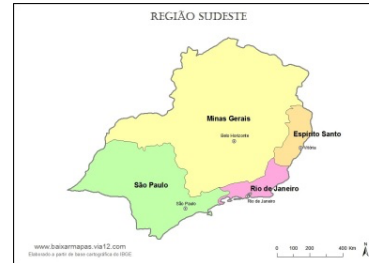 REGIÃO SUDESTE
Minas Gerais
Belo Horizonte
Espírito Santo
Vitória
São Paulo
São Paulo
Rio de Janeiro
Rio de Janeiro
www.baixarmapas.via12.com
Elaborado a partir de base cartográfica do IBGE
0 100 200 400 Km
N